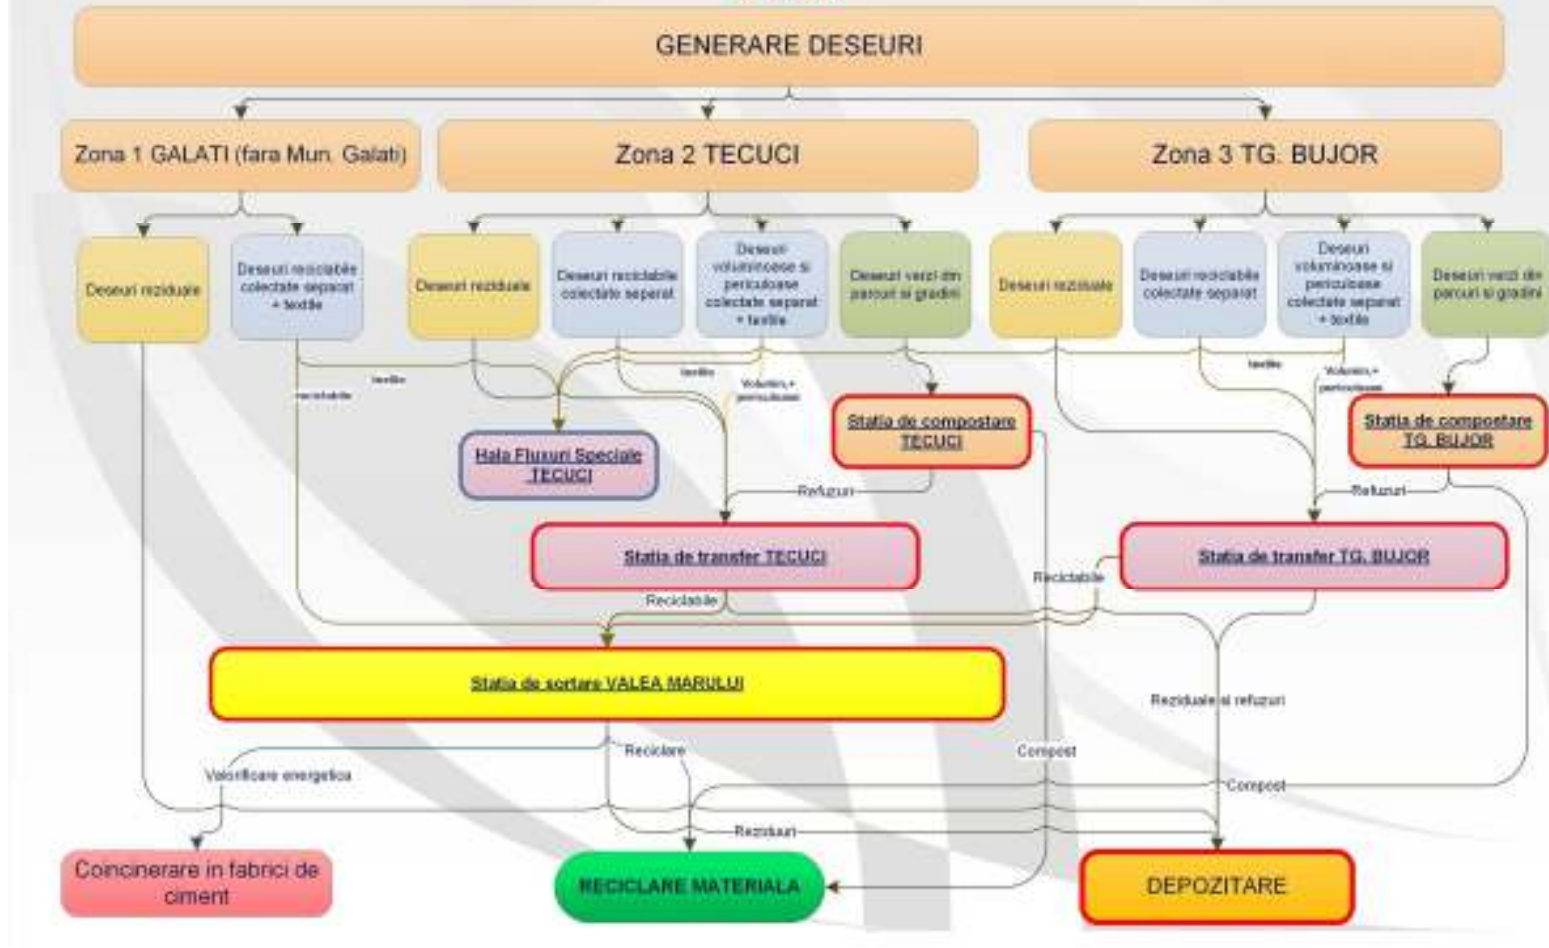 GENERARE DESEURI
Zona 1 GALATI (fara Mun. Galati)
Zona 2 TECUCI
Zona 3 TG. BUJOR
Deseuri reziduale
Deseuri reciclabile
colectate separat
+ textile
Deseuri reziduale
Deseuri reciclabile
colectate separat
Deseuri
voluminoase si
periculoase
colectate separat
+ textile
Deseuri verzi din
parcuri si gradini
Deseuri reziduale
Deseuri reciclabile
colectate separat
Deseuri
voluminoase si
periculoase
colectate separat
+ textile
Deseuri verzi din
parcuri si gradini
reciclabile
textile
textile
Volumin.+
periculoase
textile
Volumin.+
periculoase
Statia de compostare
TECUCI
Statia de compostare
TG. BUJOR
Hala Fluxuri Speciale
TECUCI
Refuzuri
Refuzuri
Statia de transfer TECUCI
Statia de transfer TG. BUJOR
Reciclabile
Reciclabile
Statia de sortare VALEA MARULUI
Reziduale si refuzuri
Valorificare energetica
Reciclare
Compost
Compost
Reziduuri
Coincinerare in fabrici de
ciment
RECICLARE MATERIALA
DEPOZITARE